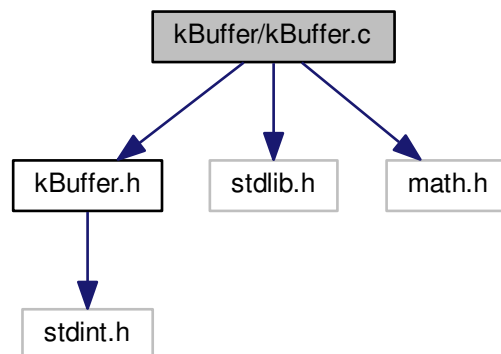 kBuffer/kBuffer.c
kBuffer.h
stdlib.h
math.h
stdint.h